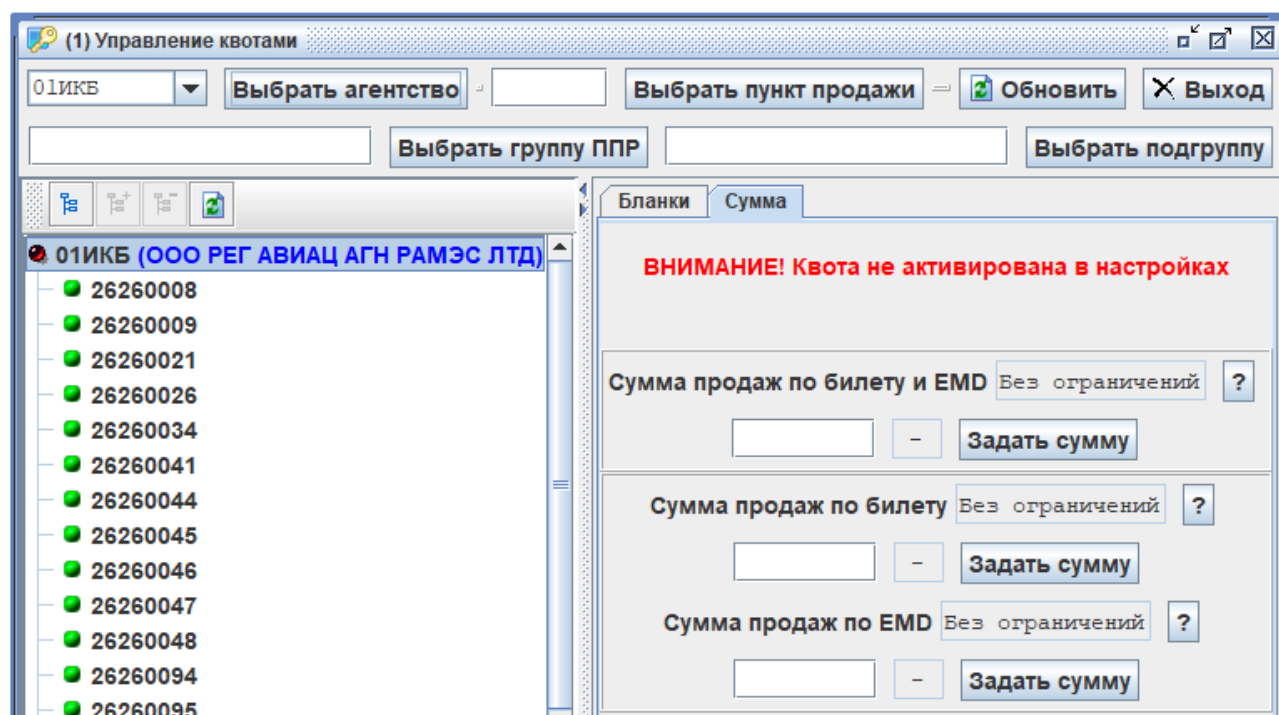 (1) Управление квотами
01ИКБ Выбрать агентство Выбрать пункт продажи Обновить Выход
Выбрать группу ППР Выбрать подгруппу
Бланки Сумма
01ИКБ (ООО РЕГ АВИАЦ АГН РАМЭС ЛТД)
26260008
26260009
26260021
26260026
26260034
26260041
26260044
26260045
26260046
26260047
26260048
26260094
26260095
ВНИМАНИЕ! Квота не активирована в настройках
Сумма продаж по билету и EMD Без ограничений ?
– Задать сумму
Сумма продаж по билету Без ограничений ?
– Задать сумму
Сумма продаж по EMD Без ограничений ?
– Задать сумму